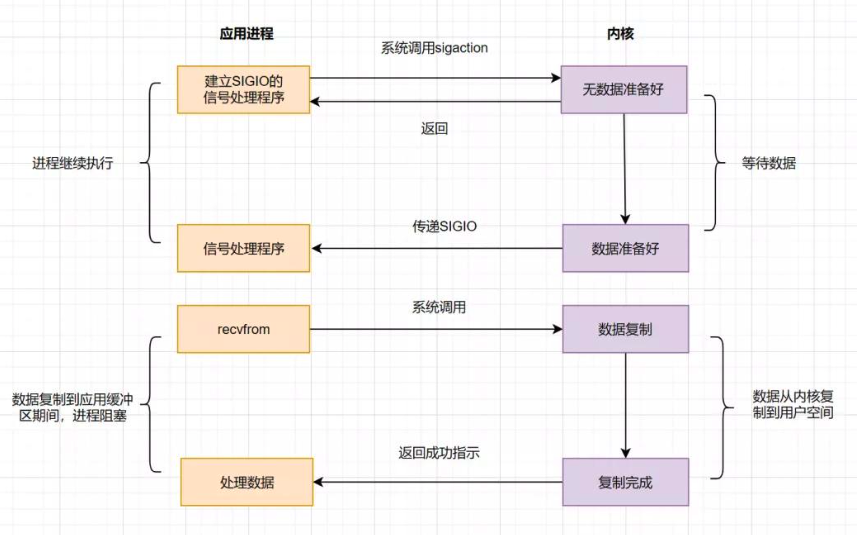 应用进程
内核
系统调用sigaction
建立SIGIO的
信号处理程序
无数据准备好
返回
进程继续执行
等待数据
传递SIGIO
信号处理程序
数据准备好
系统调用
recvfrom
数据复制
数据复制到应用缓冲
区期间，进程阻塞
数据从内核复
制到用户空间
返回成功指示
处理数据
复制完成